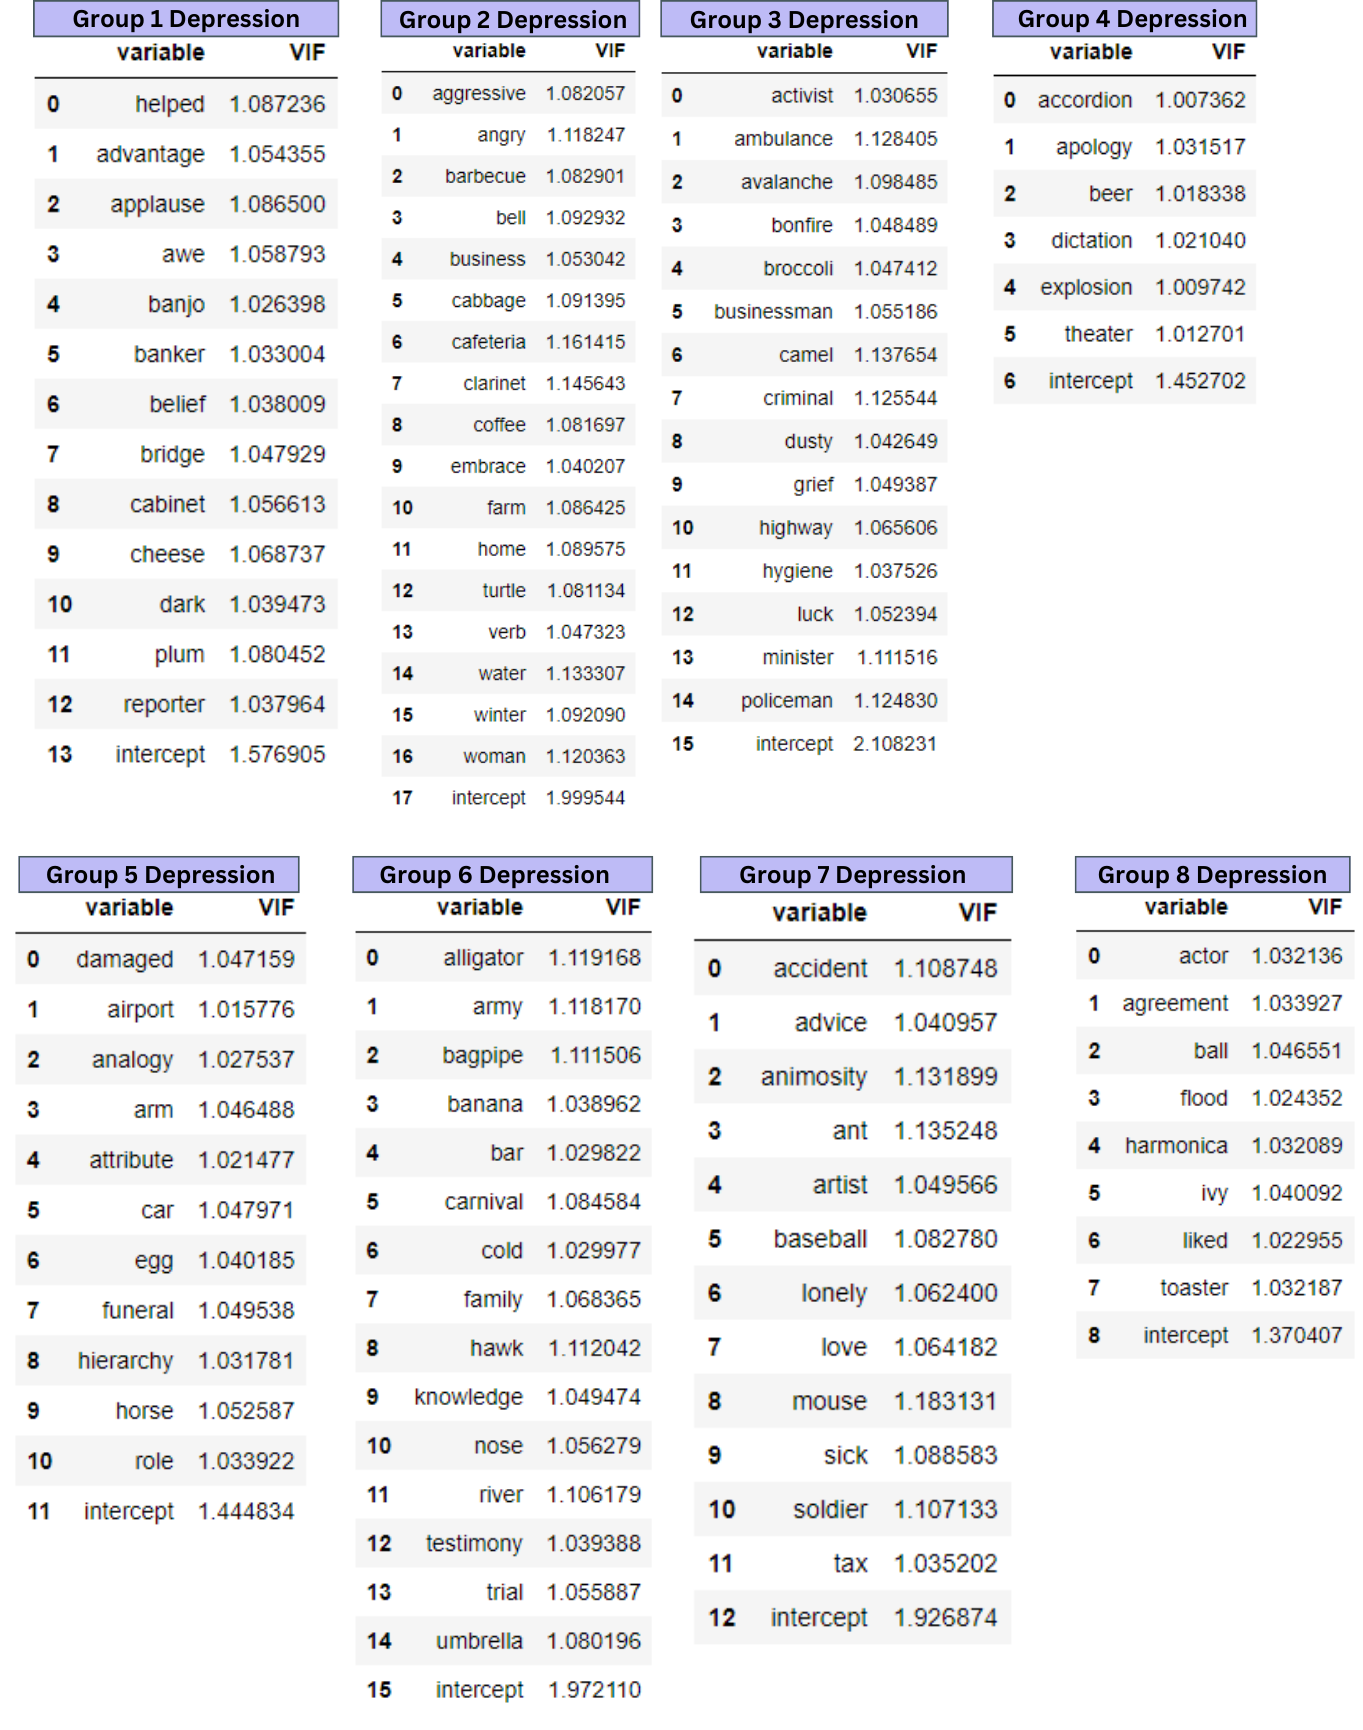 Group 1 Depression
variable VIF
0 helped 1.087236
1 advantage 1.054355
2 applause 1.086500
3 awe 1.058793
4 banjo 1.026398
5 banker 1.033004
6 belief 1.038009
7 bridge 1.047929
8 cabinet 1.056613
9 cheese 1.068737
10 dark 1.039473
11 plum 1.080452
12 reporter 1.037964
13 intercept 1.576905
Group 2 Depression
variable VIF
0 aggressive 1.082057
1 angry 1.118247
2 barbecue 1.082901
3 bell 1.092932
4 business 1.053042
5 cabbage 1.091395
6 cafeteria 1.161415
7 clarinet 1.145643
8 coffee 1.081697
9 embrace 1.040207
10 farm 1.086425
11 home 1.089575
12 turtle 1.081134
13 verb 1.047323
14 water 1.133307
15 winter 1.092090
16 woman 1.120363
17 intercept 1.999544
Group 3 Depression
variable VIF
0 activist 1.030655
1 ambulance 1.128405
2 avalanche 1.098485
3 bonfire 1.048489
4 broccoli 1.047412
5 businessman 1.055186
6 camel 1.137654
7 criminal 1.125544
8 dusty 1.042649
9 grief 1.049387
10 highway 1.065606
11 hygiene 1.037526
12 luck 1.052394
13 minister 1.111516
14 policeman 1.124830
15 intercept 2.108231
Group 4 Depression
variable VIF
0 accordion 1.007362
1 apology 1.031517
2 beer 1.018338
3 dictation 1.021040
4 explosion 1.009742
5 theater 1.012701
6 intercept 1.452702
Group 5 Depression
variable VIF
0 damaged 1.047159
1 airport 1.015776
2 analogy 1.027537
3 arm 1.046488
4 attribute 1.021477
5 car 1.047971
6 egg 1.040185
7 funeral 1.049538
8 hierarchy 1.031781
9 horse 1.052587
10 role 1.033922
11 intercept 1.444834
Group 6 Depression
variable VIF
0 alligator 1.119168
1 army 1.118170
2 bagpipe 1.111506
3 banana 1.038962
4 bar 1.029822
5 carnival 1.084584
6 cold 1.029977
7 family 1.068365
8 hawk 1.112042
9 knowledge 1.049474
10 nose 1.056279
11 river 1.106179
12 testimony 1.039388
13 trial 1.055887
14 umbrella 1.080196
15 intercept 1.972110
Group 7 Depression
variable VIF
0 accident 1.108748
1 advice 1.040957
2 animosity 1.131899
3 ant 1.135248
4 artist 1.049566
5 baseball 1.082780
6 lonely 1.062400
7 love 1.064182
8 mouse 1.183131
9 sick 1.088583
10 soldier 1.107133
11 tax 1.035202
12 intercept 1.926874
Group 8 Depression
variable VIF
0 actor 1.032136
1 agreement 1.033927
2 ball 1.046551
3 flood 1.024352
4 harmonica 1.032089
5 ivy 1.040092
6 liked 1.022955
7 toaster 1.032187
8 intercept 1.370407